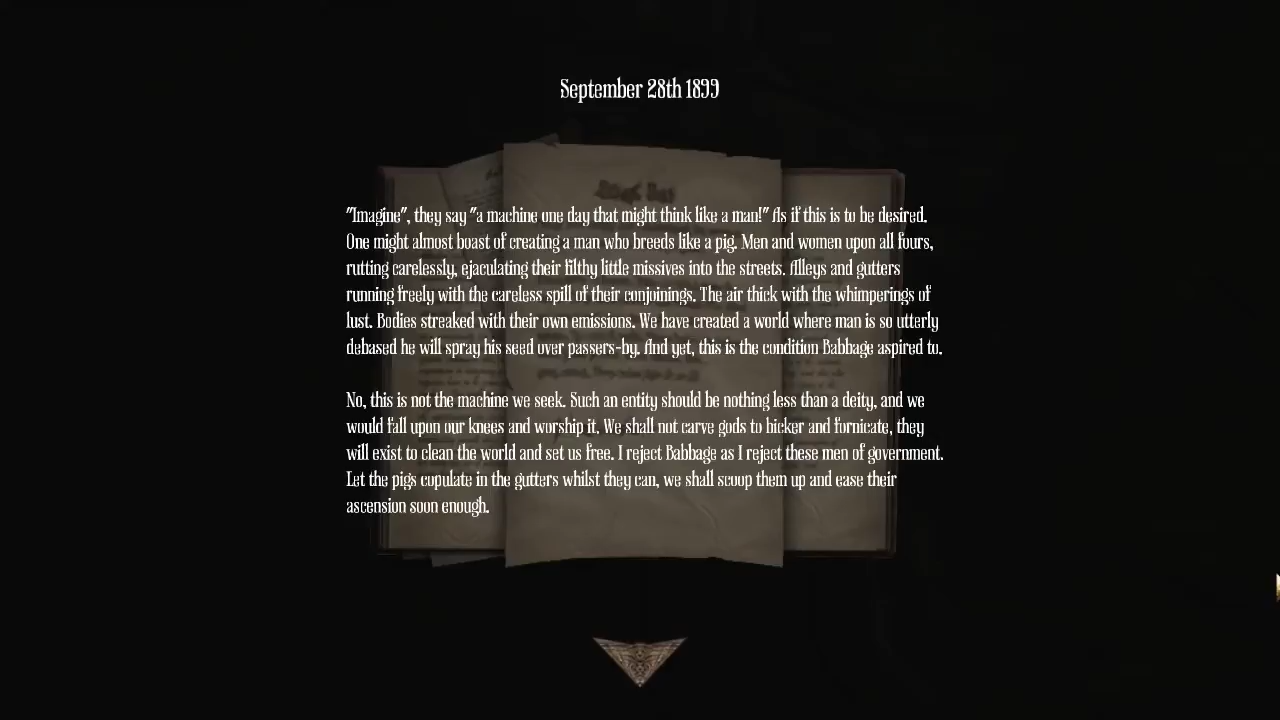 September 28th 1899
"Imagine", they say "a machine one day that might think like a man!" As if this is to be desired.
One might almost boast of creating a man who breeds like a pig. Men and women upon all fours,
rutting carelessly, ejaculating their filthy little missives into the streets. Alleys and gutters
running freely with the careless spill of their conjoinings. The air thick with the whimperings of
lust. Bodies streaked with their own emissions. We have created a world where man is so utterly
debased he will spray his seed over passers-by. And yet, this is the condition Babbage aspired to.
No, this is not the machine we seek. Such an entity should be nothing less than a deity, and we
would fall upon our knees and worship it. We shall not carve gods to bicker and fornicate, they
will exist to clean the world and set us free. I reject Babbage as I reject these men of government.
Let the pigs copulate in the gutters whilst they can, we shall scoop them up and ease their
ascension soon enough.